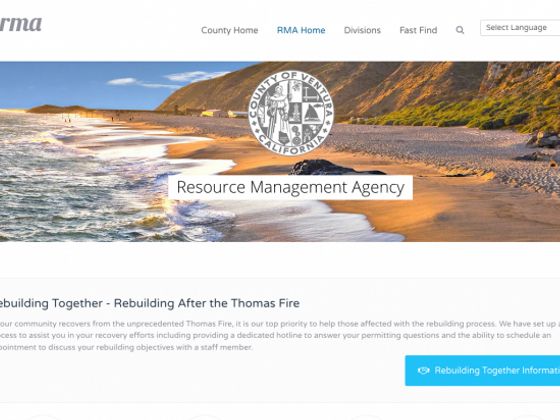 rma
County Home RMA Home Divisions Fast Find Select Language
COUNTY OF VENTURA
CALIFORNIA
Resource Management Agency
ebuilding Together - Rebuilding After the Thomas Fire
our community recovers from the unprecedented Thomas Fire, it is our top priority to help those affected with the rebuilding process. We have set up a
cess to assist you in your recovery efforts including providing a dedicated hotline to answer your permitting questions and the ability to schedule an
pointment to discuss your rebuilding objectives with a staff member.
Rebuilding Together Informati